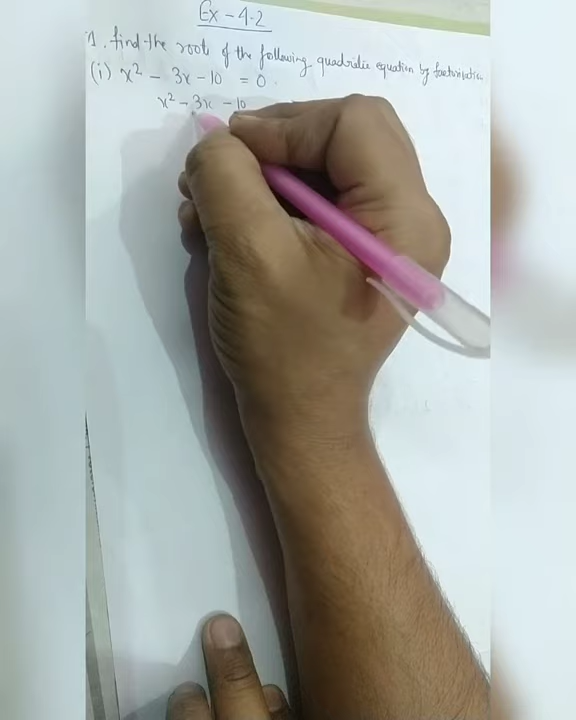 Ex - 4.2
1. find the roots of the following quadratic equation by factorisation
(i) x² - 3x - 10 = 0.
x² - 3x - 10